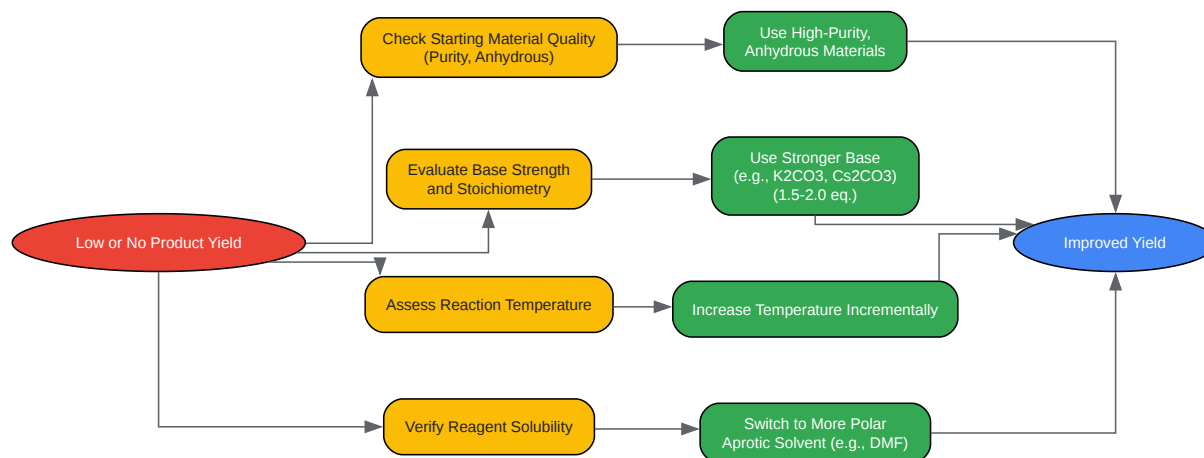 Check Starting Material Quality
(Purity, Anhydrous)
Use High-Purity,
Anhydrous Materials
Evaluate Base Strength
and Stoichiometry
Use Stronger Base
(e.g., K2CO3, Cs2CO3)
(1.5-2.0 eq.)
Low or No Product Yield
Improved Yield
Assess Reaction Temperature
Increase Temperature Incrementally
Verify Reagent Solubility
Switch to More Polar
Aprotic Solvent (e.g., DMF)